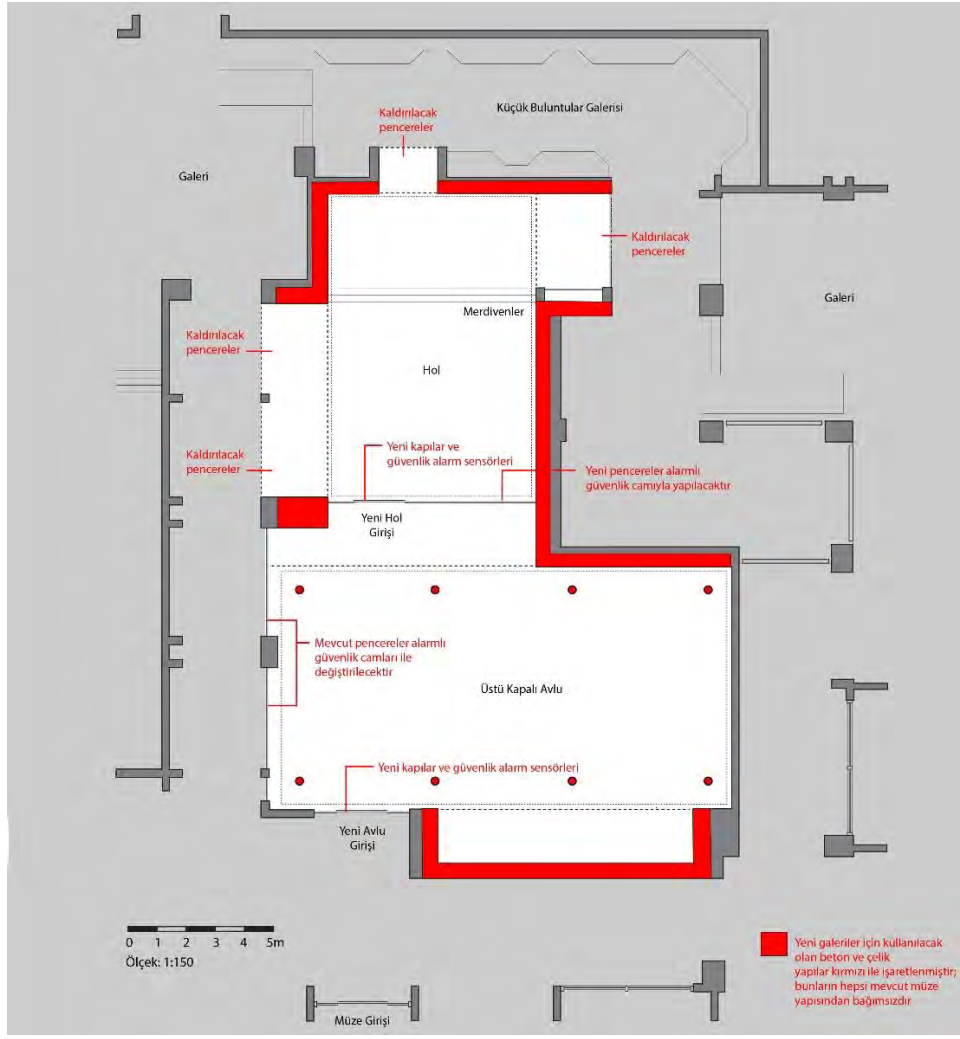 Küçük Buluntular Galerisi
Kaldırılacak
pencereler
Galeri
Kaldırılacak
pencereler
Galeri
Merdivenler
Kaldırılacak
pencereler
Hol
Yeni kapılar ve
güvenlik alarm sensörleri
Kaldırılacak
pencereler
Yeni pencereler alarmlı
güvenlik camıyla yapılacaktır
Yeni Hol
Girişi
Mevcut pencereler alarmlı
güvenlik camları ile
değiştirilecektir
Üstü Kapalı Avlu
Yeni kapılar ve güvenlik alarm sensörleri
Yeni Avlu
Girişi
0 1 2 3 4 5m
Ölçek: 1:150
Yeni galeriler için kullanılacak
olan beton ve çelik
yapılar kırmızı ile işaretlenmiştir;
bunların hepsi mevcut müze
yapısından bağımsızdır
Müze Girişi